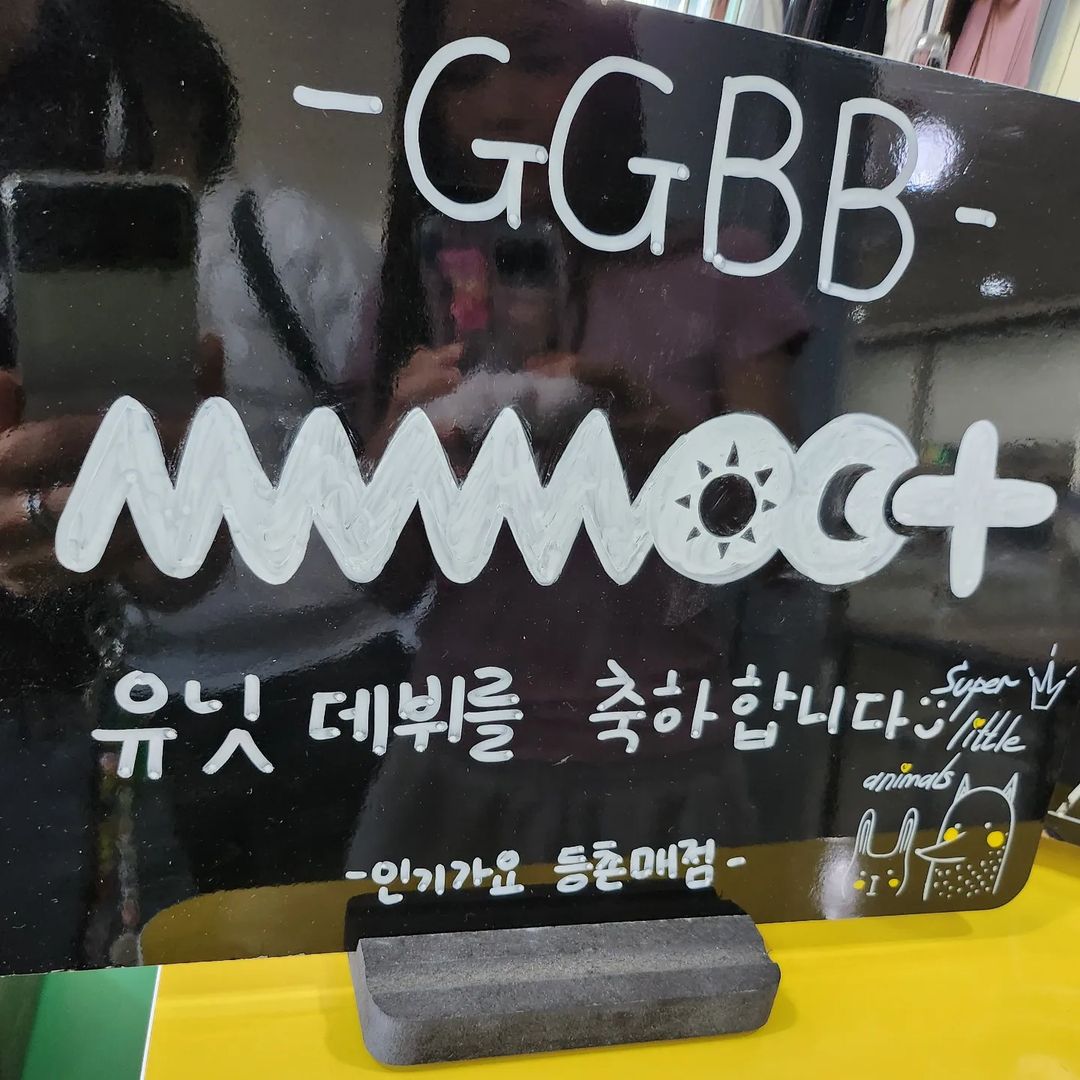 -GGBB-
MMMOO+
유닛 데뷔를 축하합니다
Super
little
animals
-인기가요 등촌매점-